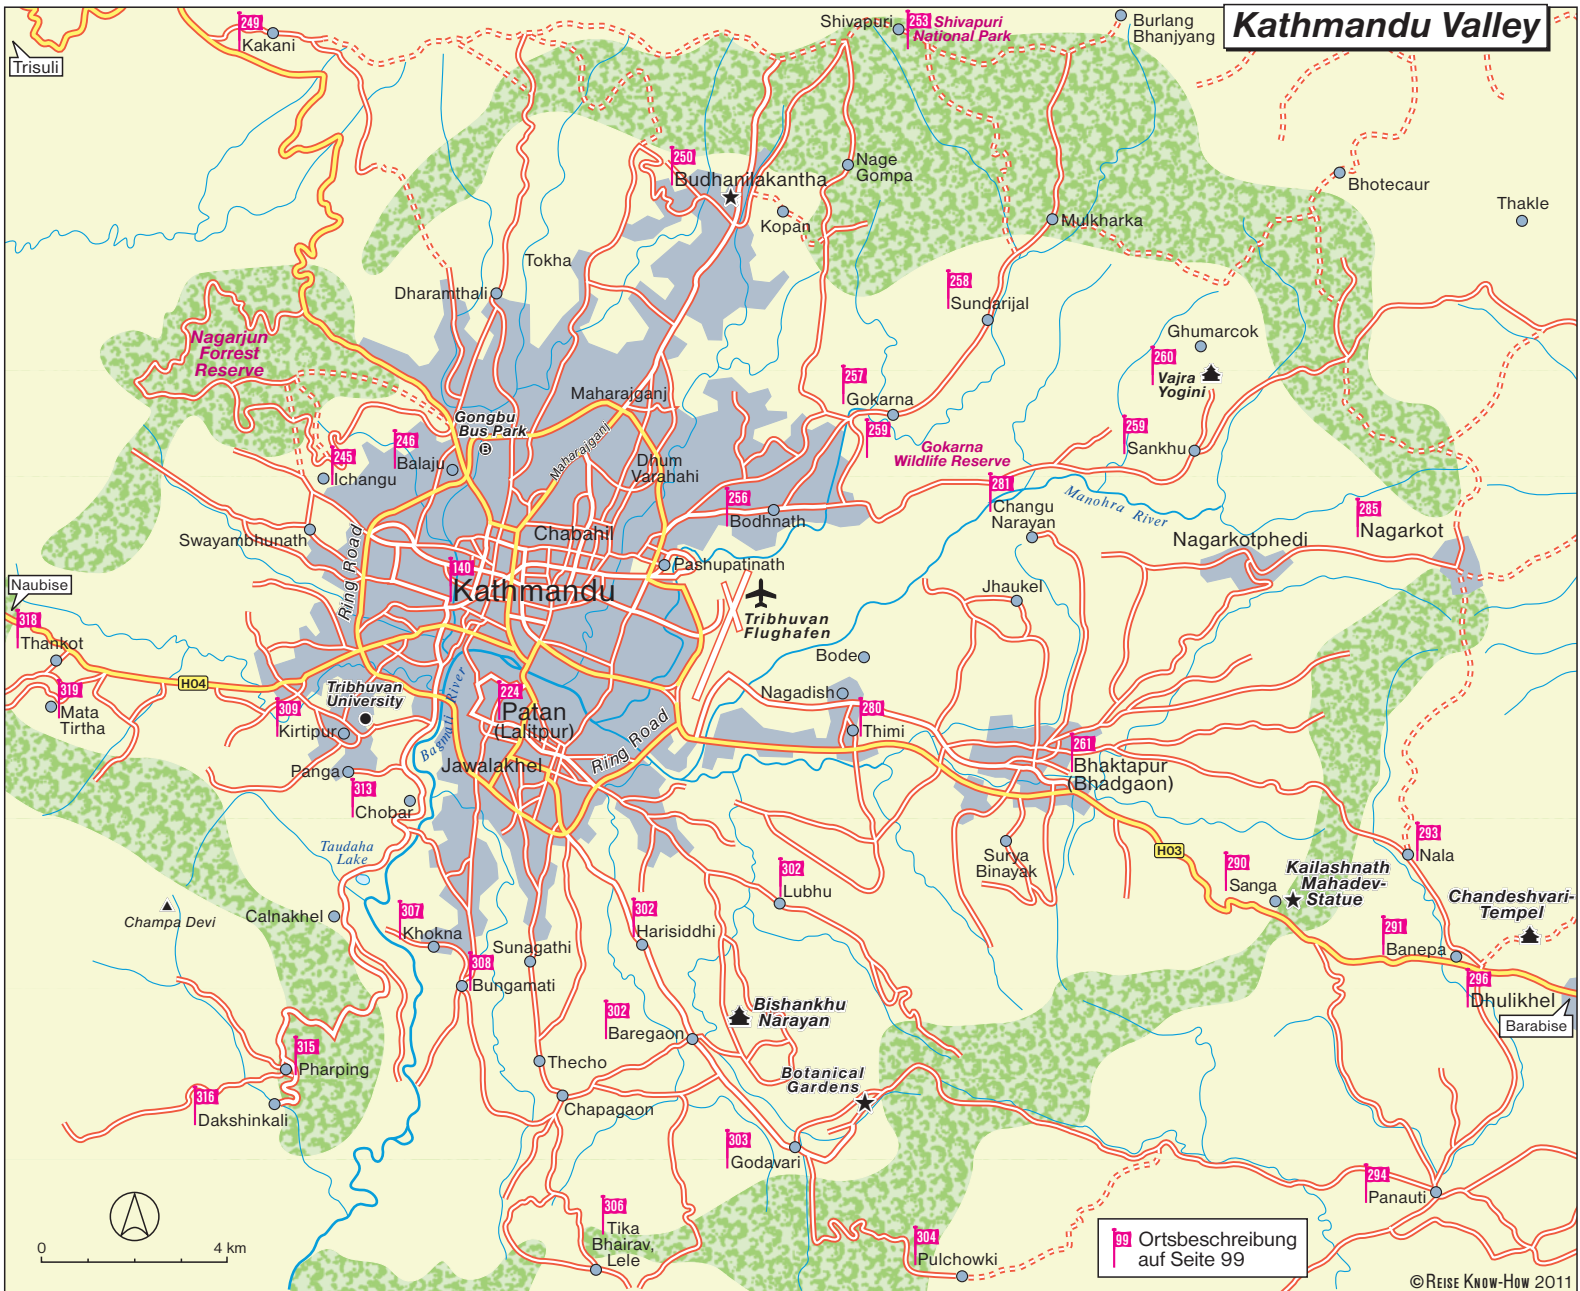 Kathmandu Valley
249
Kakani
Trisuli
Shivapuri
253
Shivapuri
National Park
Burlang
Bhanjyang
250
Budhanilakantha
Nage
Gompa
Kopan
Mulkharka
Bhotecaur
Thakle
Tokha
Dharamthali
258
Sundarijal
Nagarjun
Forrest
Reserve
Ghumarcok
260
Vajra
Yogini
257
Gokarna
259
Gokarna
Wildlife Reserve
259
Sankhu
Maharajganj
Maharajganj
Gongbu
Bus Park
B
246
Balaju
245
Ichangu
Dhum
Varahahi
256
Bodhnath
281
Changu
Narayan
Manohra River
285
Nagarkot
Nagarkotphedi
Swayambhunath
Ring Road
Chabahil
Pashupatinath
140
Kathmandu
Naubise
318
Thankot
Tribhuvan
Flughafen
Jhaukel
Bode
Nagadish
H04
319
Mata
Tirtha
309
Kirtipur
Tribhuvan
University
224
Patan
(Lalitpur)
Bagmati River
Ring Road
280
Thimi
261
Bhaktapur
(Bhadgaon)
Panga
Jawalakhel
313
Chobar
Taudaha
Lake
Surya
Binayak
H03
293
Nala
290
Sanga
Kailashnath
Mahadev-
Statue
Chandeshvari-
Tempel
302
Lubhu
Champa Devi
Calnakhel
307
Khokna
302
Harisiddhi
291
Banepa
308
Bungamati
Sunagathi
296
Dhulikhel
Barabise
302
Baregaon
Bishankhu
Narayan
315
Pharping
Thecho
Botanical
Gardens
316
Dakshinkali
Chapagaon
303
Godavari
294
Panauti
306
Tika
Bhairav,
Lele
304
Pulchowki
99 Ortsbeschreibung
auf Seite 99
0 4 km
© REISE KNOW-HOW 2011